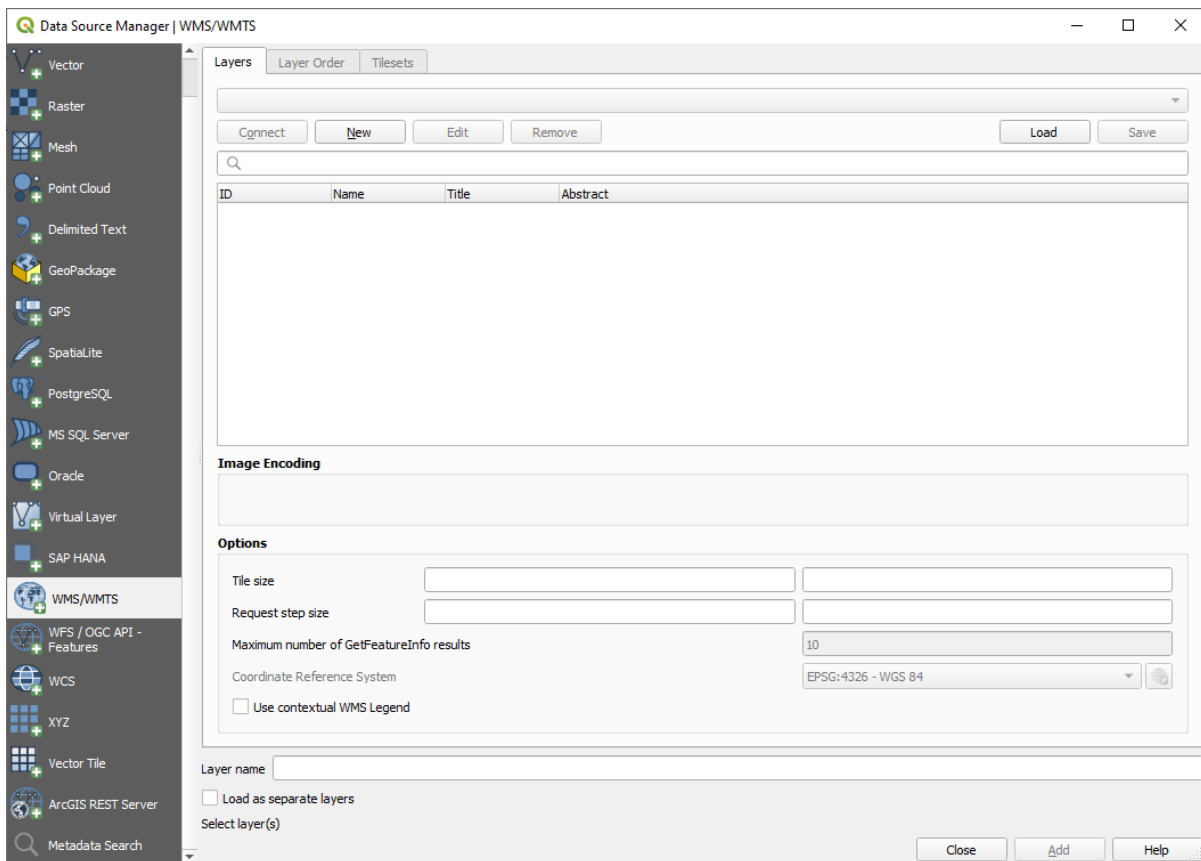 Data Source Manager | WMS/WMTS
Vector
Raster
Mesh
Point Cloud
Delimited Text
GeoPackage
GPS
SpatiaLite
PostgreSQL
MS SQL Server
Oracle
Virtual Layer
SAP HANA
WMS/WMTS
WFS / OGC API -
Features
WCS
XYZ
Vector Tile
ArcGIS REST Server
Metadata Search
Layers Layer Order Tilesets
Connect New Edit Remove Load Save
ID Name Title Abstract
Image Encoding
Options
Tile size
Request step size
Maximum number of GetFeatureInfo results 10
Coordinate Reference System EPSG:4326 - WGS 84
Use contextual WMS Legend
Layer name
Load as separate layers
Select layer(s)
Close Add Help